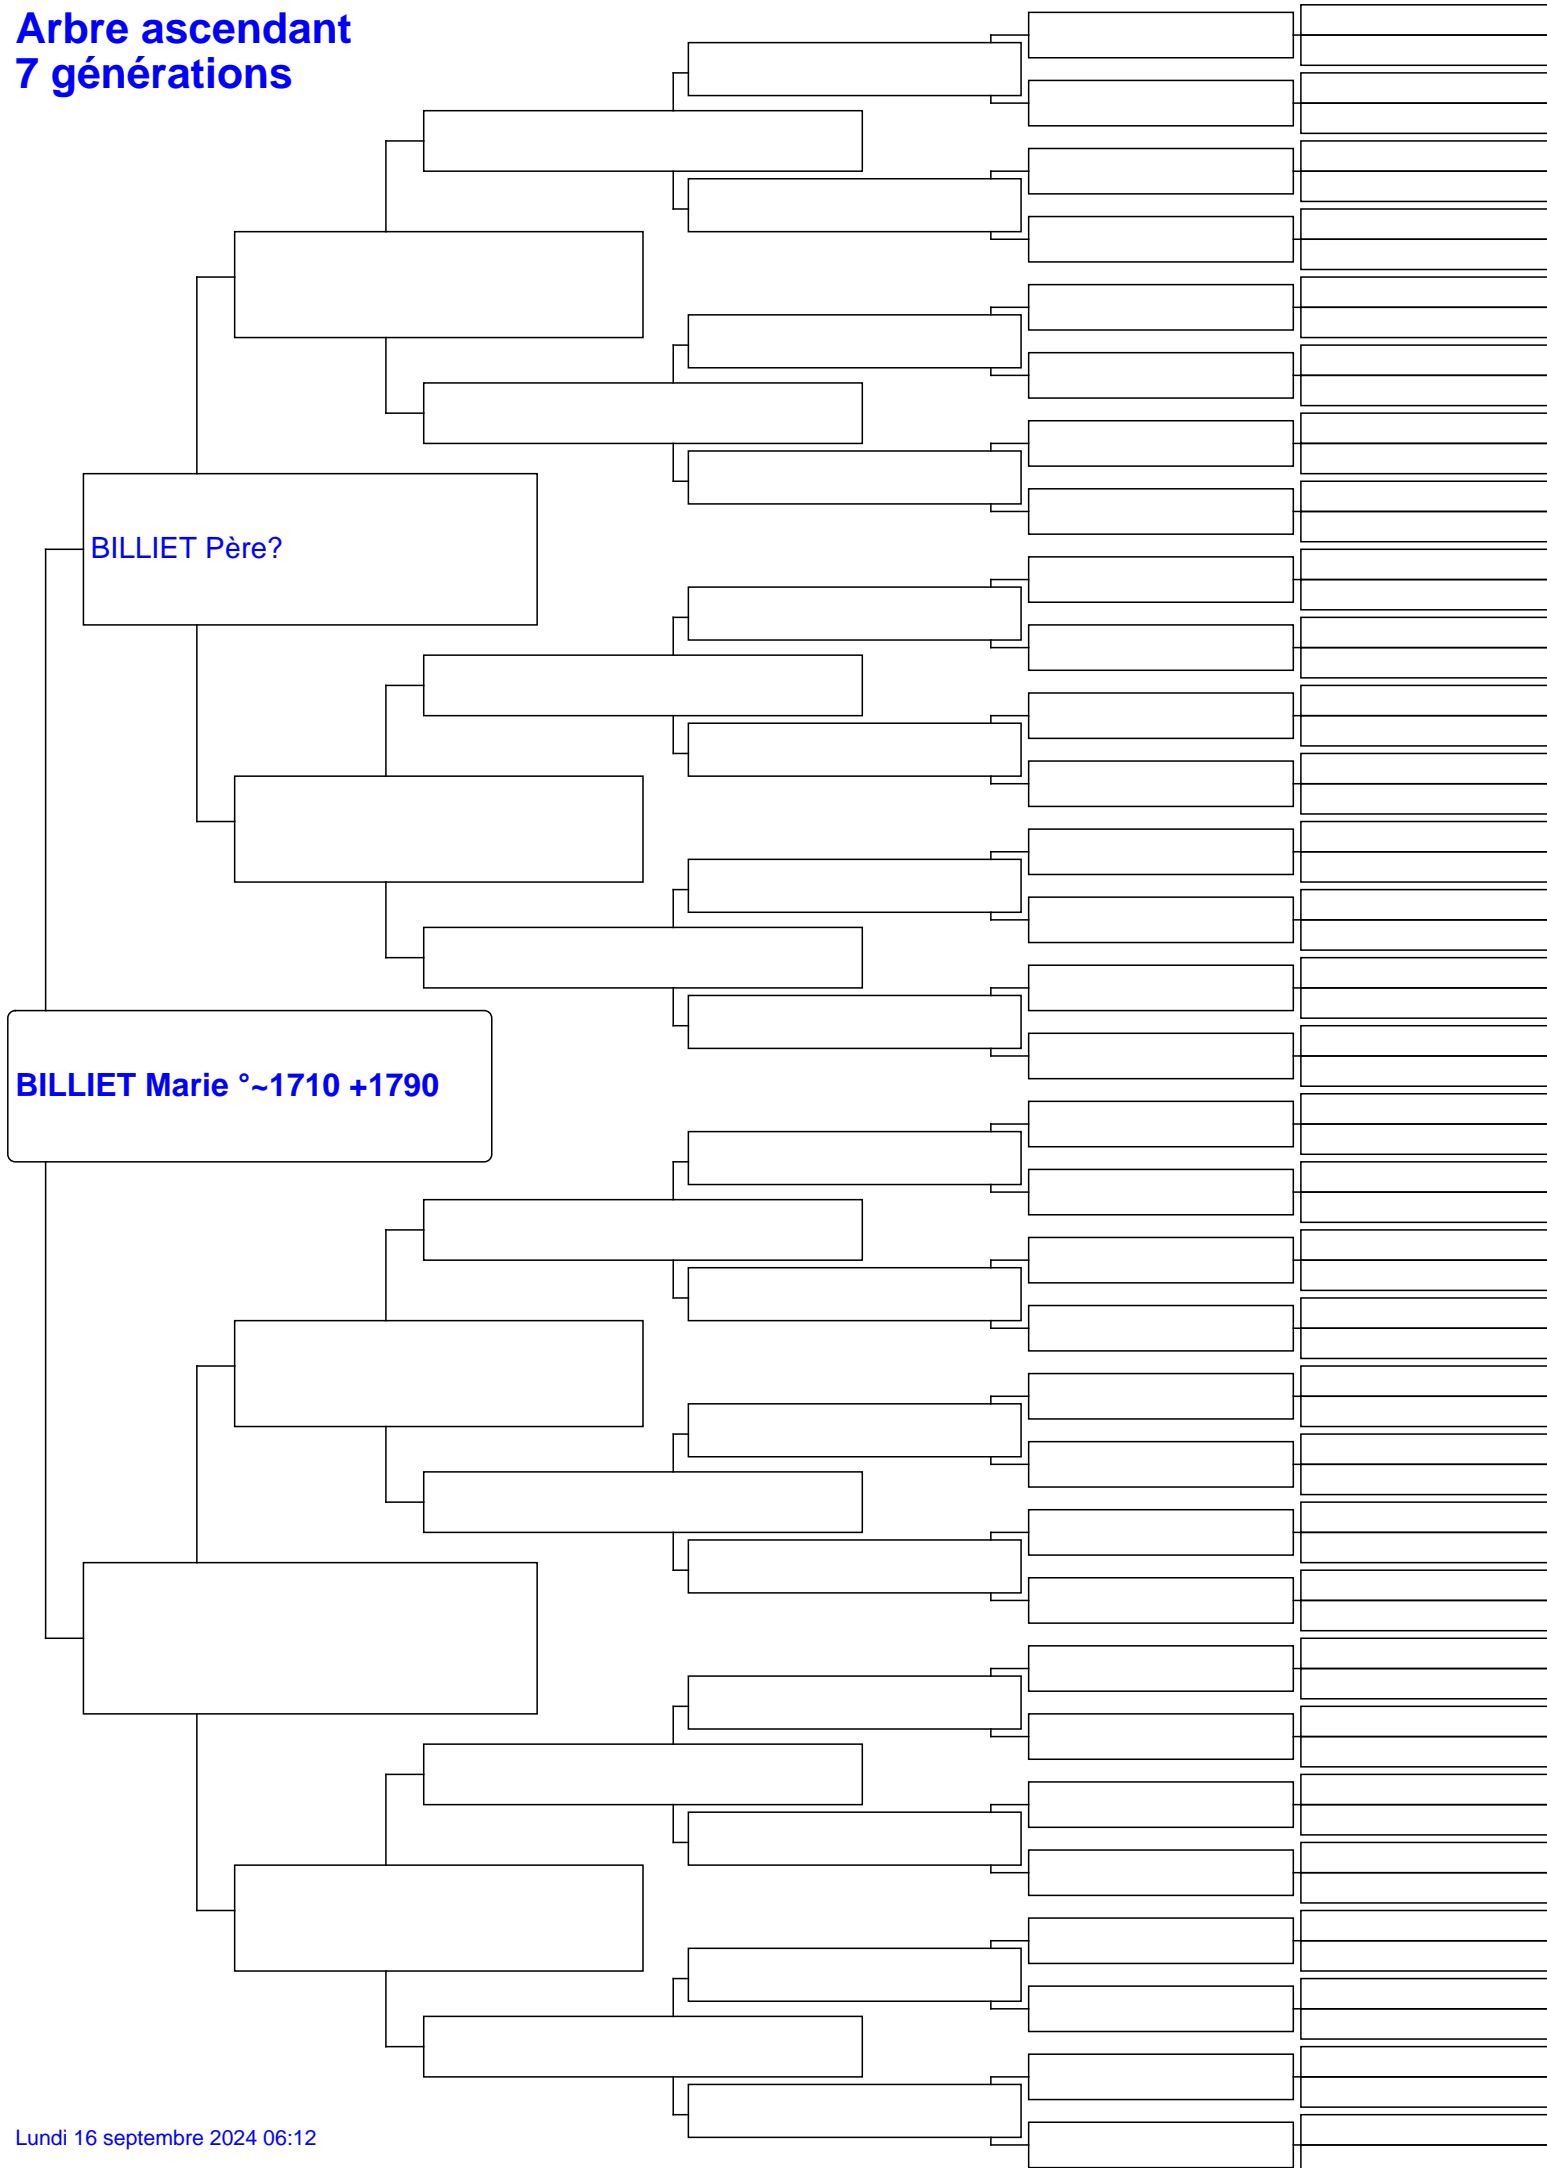 Arbre ascendant
7 générations
BILLIET Père?
BILLIET Marie °~1710 +1790
Lundi 16 septembre 2024 06:12